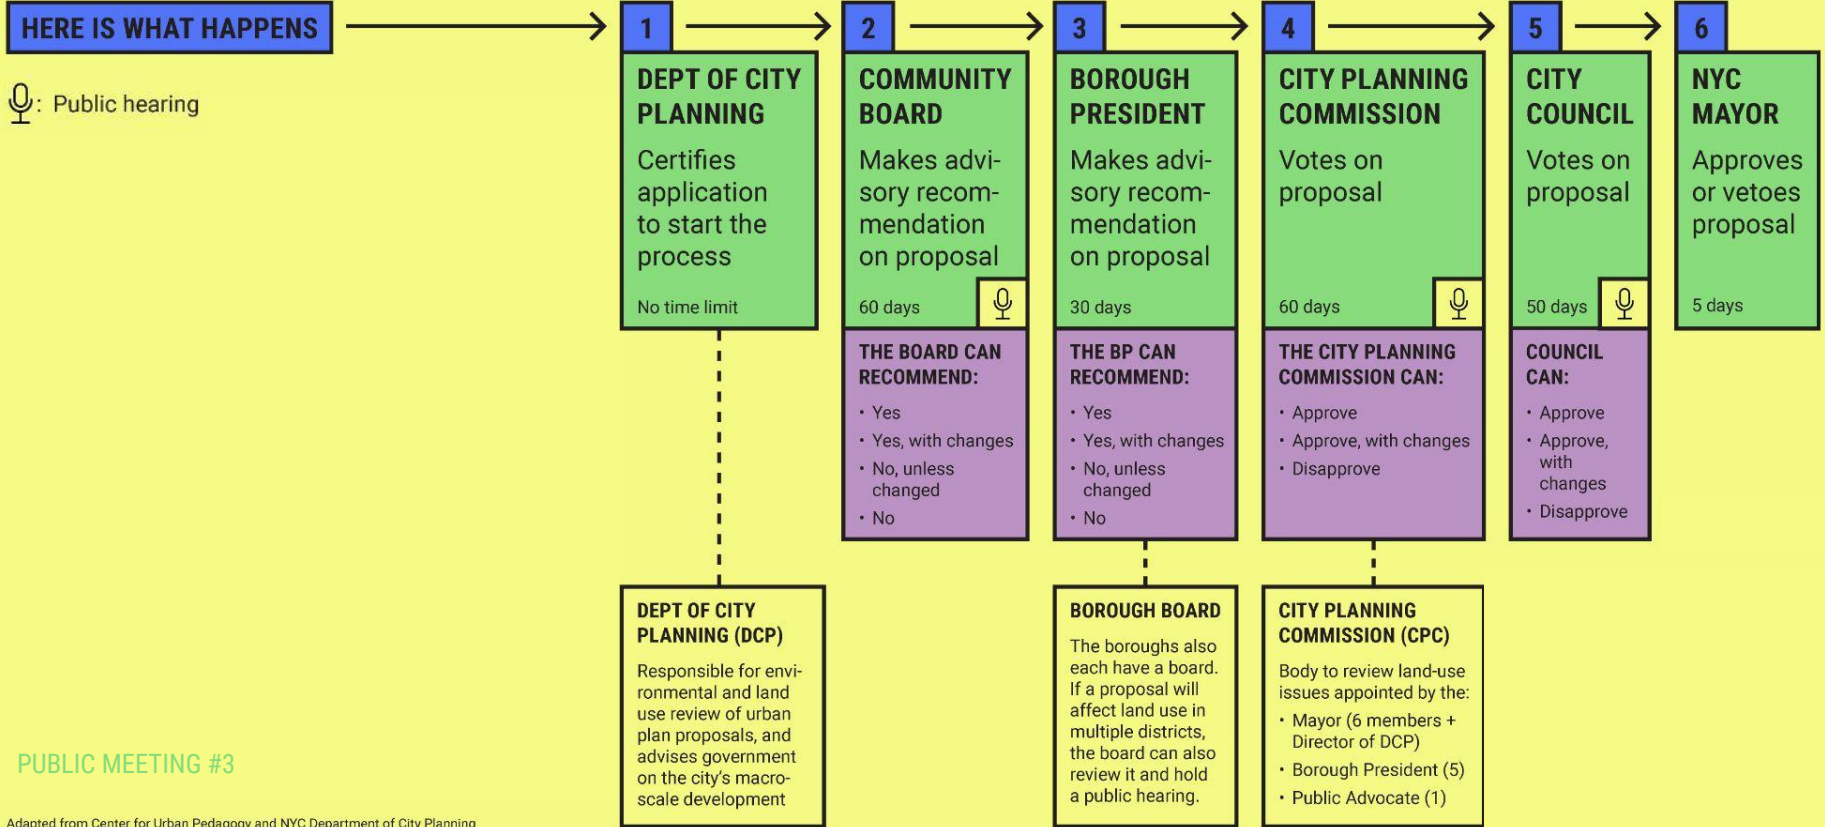 HERE IS WHAT HAPPENS
: Public hearing
1
DEPT OF CITY
PLANNING
Certifies
application
to start the
process
No time limit
2
COMMUNITY
BOARD
Makes advi-
sory recom-
mendation
on proposal
60 days
THE BOARD CAN
RECOMMEND:
• Yes
• Yes, with changes
• No, unless
changed
• No
3
BOROUGH
PRESIDENT
Makes advi-
sory recom-
mendation
on proposal
30 days
THE BP CAN
RECOMMEND:
• Yes
• Yes, with changes
• No, unless
changed
• No
4
CITY PLANNING
COMMISSION
Votes on
proposal
60 days
THE CITY PLANNING
COMMISSION CAN:
• Approve
• Approve, with changes
• Disapprove
5
CITY
COUNCIL
Votes on
proposal
50 days
COUNCIL
CAN:
• Approve
• Approve,
with
changes
• Disapprove
6
NYC
MAYOR
Approves
or vetoes
proposal
5 days
DEPT OF CITY
PLANNING (DCP)
Responsible for envi-
ronmental and land
use review of urban
plan proposals, and
advises government
on the city's macro-
scale development
BOROUGH BOARD
The boroughs also
each have a board.
If a proposal will
affect land use in
multiple districts,
the board can also
review it and hold
a public hearing.
CITY PLANNING
COMMISSION (CPC)
Body to review land-use
issues appointed by the:
• Mayor (6 members +
Director of DCP)
• Borough President (5)
• Public Advocate (1)
PUBLIC MEETING #3
Adapted from Center for Urban Pedagogy and NYC Department of City Planning